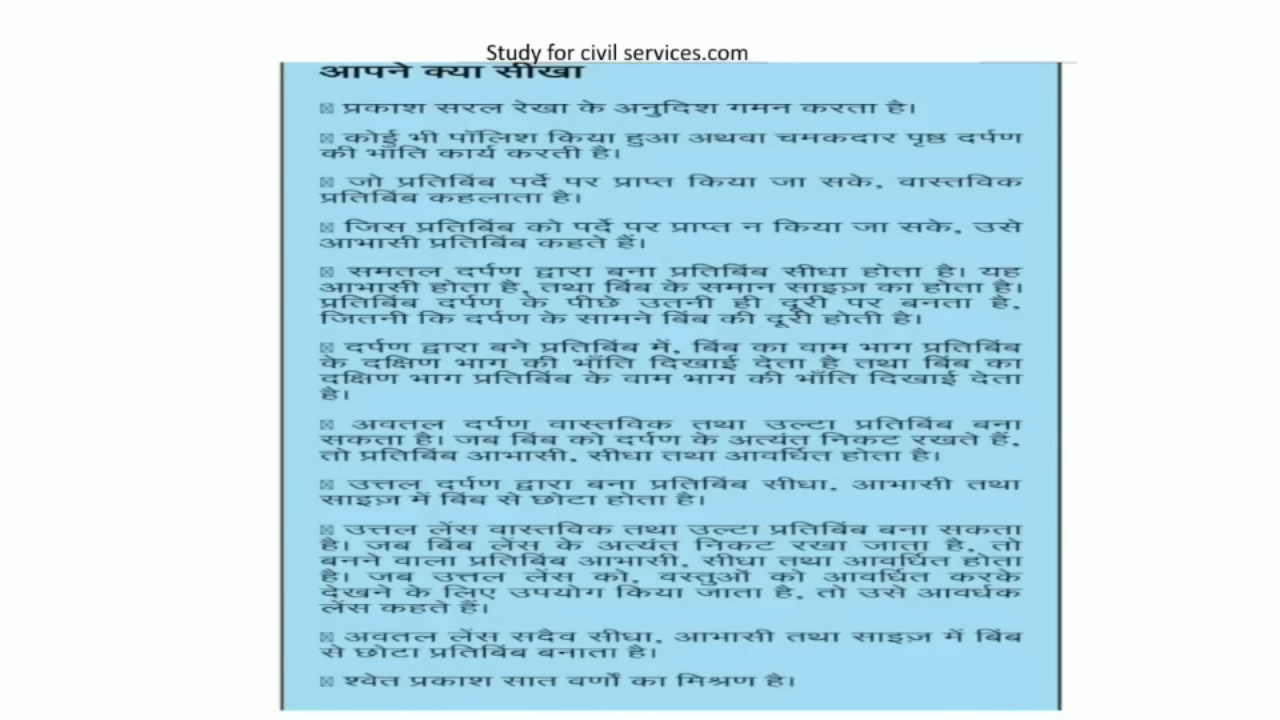 Study for civil services.com
आपने क्या सीखा
प्रकाश सरल रेखा के अनुदिश गमन करता है।
कोई भी पॉलिश किया हुआ अथवा चमकदार पृष्ठ दर्पण
की भाँति कार्य करती है।
जो प्रतिबिंब पर्दे पर प्राप्त किया जा सके, वास्तविक
प्रतिबिंब कहलाता है।
जिस प्रतिबिंब को पर्दे पर प्राप्त न किया जा सके, उसे
आभासी प्रतिबिंब कहते हैं।
समतल दर्पण द्वारा बना प्रतिबिंब सीधा होता है। यह
आभासी होता है, तथा बिंब के समान साइज़ का होता है।
प्रतिबिंब दर्पण के पीछे उतनी ही दूरी पर बनता है,
जितनी कि दर्पण के सामने बिंब की दूरी होती है।
दर्पण द्वारा बने प्रतिबिंब में, बिंब का वाम भाग प्रतिबिंब
के दक्षिण भाग की भाँति दिखाई देता है तथा बिंब का
दक्षिण भाग प्रतिबिंब के वाम भाग की भाँति दिखाई देता
है।
अवतल दर्पण वास्तविक तथा उल्टा प्रतिबिंब बना
सकता है। जब बिंब को दर्पण के अत्यंत निकट रखते हैं,
तो प्रतिबिंब आभासी, सीधा तथा आवर्धित होता है।
उत्तल दर्पण द्वारा बना प्रतिबिंब सीधा, आभासी तथा
साइज़ में बिंब से छोटा होता है।
उत्तल लेंस वास्तविक तथा उल्टा प्रतिबिंब बना सकता
है। जब बिंब लेंस के अत्यंत निकट रखा जाता है, तो
बनने वाला प्रतिबिंब आभासी, सीधा तथा आवर्धित होता
है। जब उत्तल लेंस को, वस्तुओं को आवर्धित करके
देखने के लिए उपयोग किया जाता है, तो उसे आवर्धक
लेंस कहते हैं।
अवतल लेंस सदैव सीधा, आभासी तथा साइज़ में बिंब
से छोटा प्रतिबिंब बनाता है।
श्वेत प्रकाश सात वर्णों का मिश्रण है।